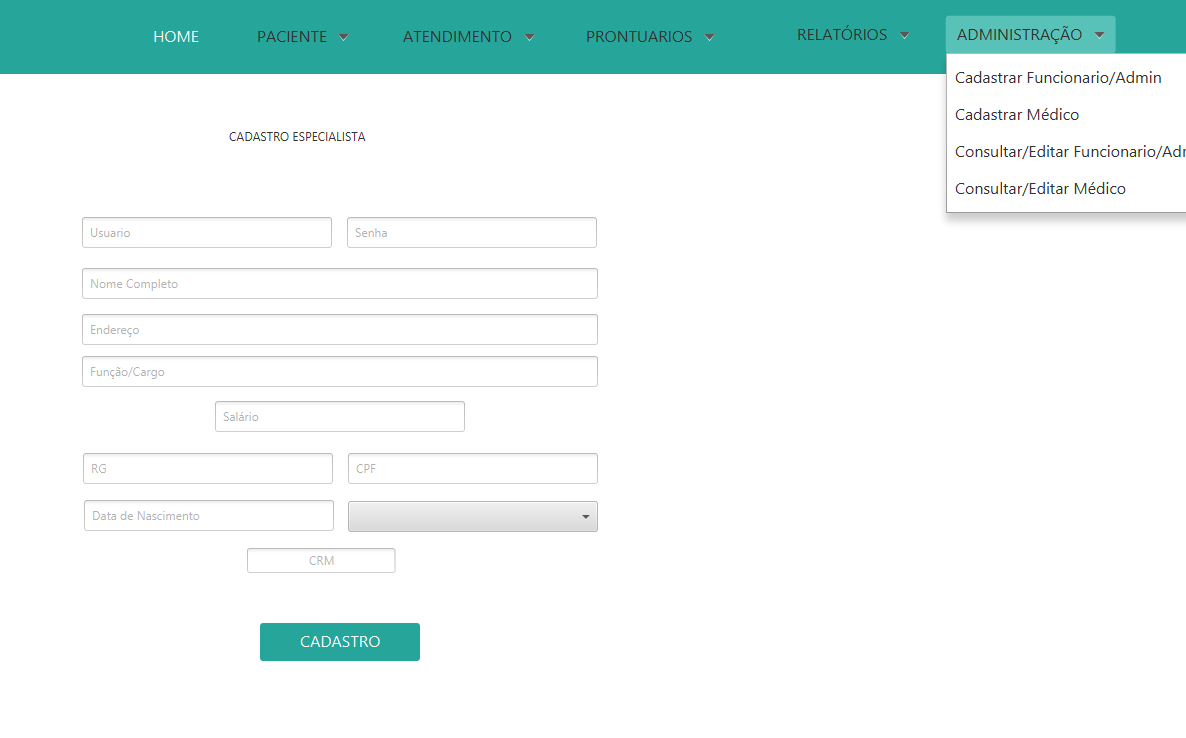 HOME PACIENTE ATENDIMENTO PRONTUARIOS RELATÓRIOS ADMINISTRAÇÃO
Cadastrar Funcionario/Admin
Cadastrar Médico
Consultar/Editar Funcionario/Adm
Consultar/Editar Médico
CADASTRO ESPECIALISTA
Usuario Senha
Nome Completo
Endereço
Função/Cargo
Salário
RG CPF
Data de Nascimento
CRM
CADASTRO